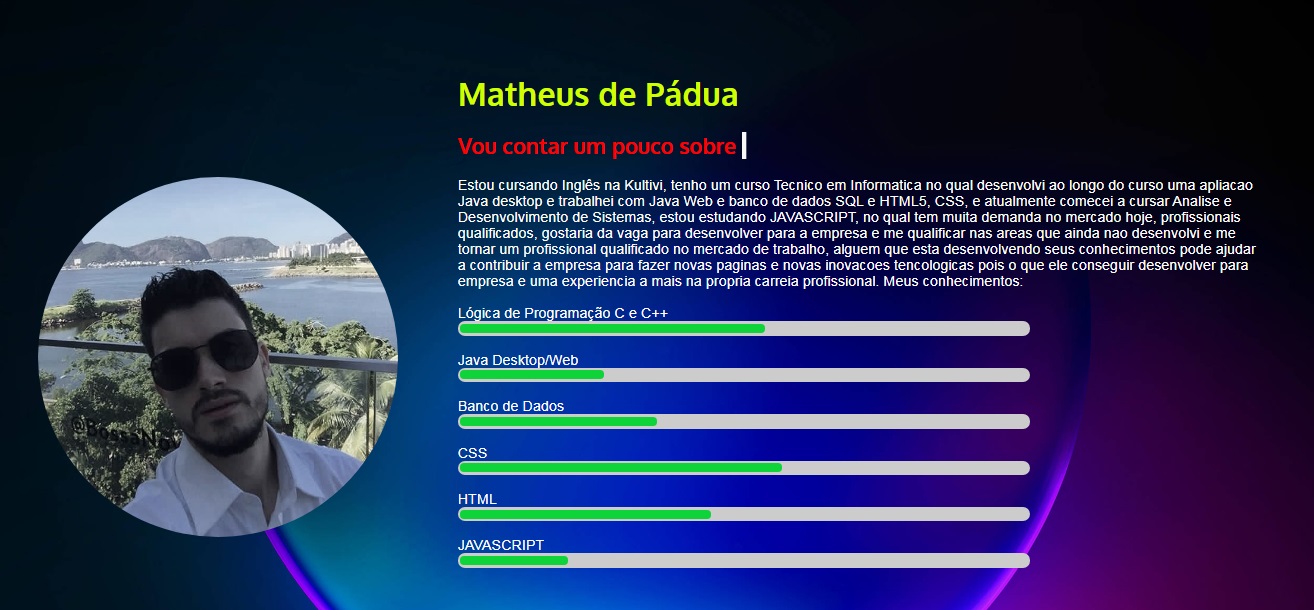 Matheus de Pádua
Vou contar um pouco sobre
Estou cursando Inglês na Kultivi, tenho um curso Tecnico em Informatica no qual desenvolvi ao longo do curso uma apliacao
Java desktop e trabalhei com Java Web e banco de dados SQL e HTML5, CSS, e atualmente comecei a cursar Analise e
Desenvolvimento de Sistemas, estou estudando JAVASCRIPT, no qual tem muita demanda no mercado hoje, profissionais
qualificados, gostaria da vaga para desenvolver para a empresa e me qualificar nas areas que ainda nao desenvolvi e me
tornar um profissional qualificado no mercado de trabalho, alguem que esta desenvolvendo seus conhecimentos pode ajudar
a contribuir a empresa para fazer novas paginas e novas inovacoes tencologicas pois o que ele conseguir desenvolver para
empresa e uma experiencia a mais na propria carreia profissional. Meus conhecimentos:
Lógica de Programação C e C++
Java Desktop/Web
Banco de Dados
@BossaNov
CSS
HTML
JAVASCRIPT